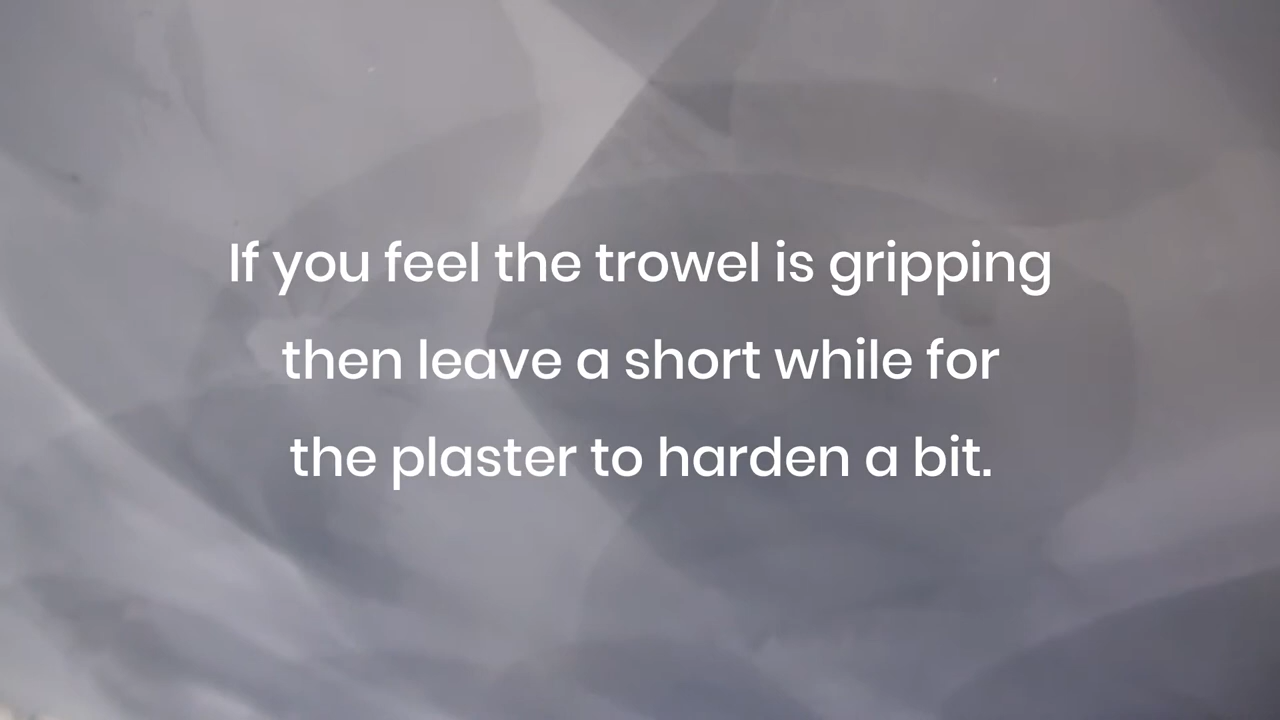 If you feel the trowel is gripping
then leave a short while for
the plaster to harden a bit.